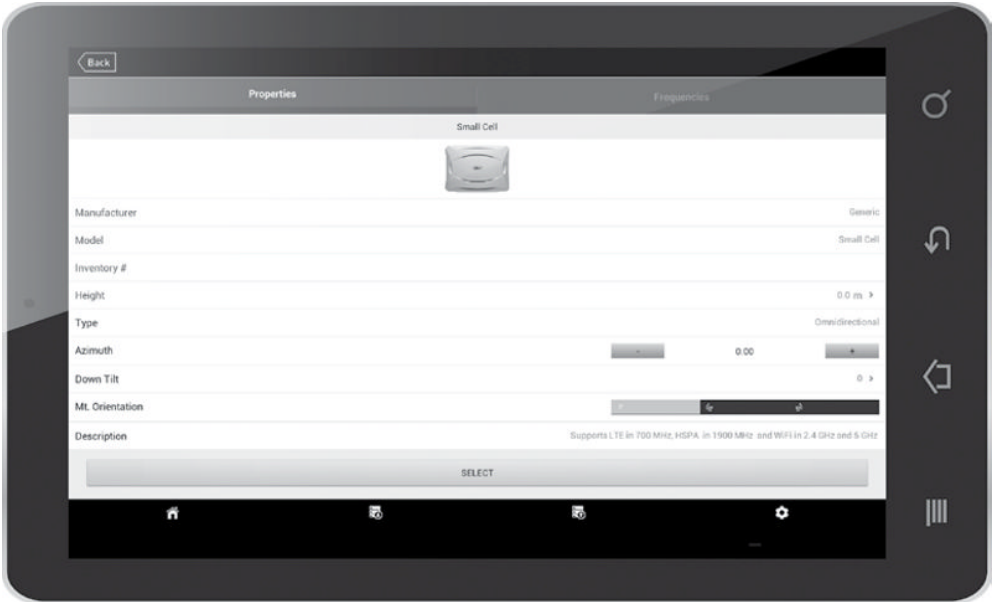 Back
Properties Frequencies
Small Cell
Manufacturer Generic
Model Small Cell
Inventory #
Height 0.0 m >
Type Omnidirectional
Azimuth - 0.00 +
Down Tilt 0 >
Mt. Orientation
Description Supports LTE in 700 MHz, HSPA in 1900 MHz and WiFi in 2.4 GHz and 5 GHz
SELECT